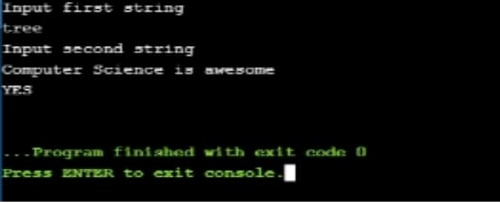 Input first string
tree
Input second string
Computer Science is awesome
YES
...Program finished with exit code 0
Press ENTER to exit console.